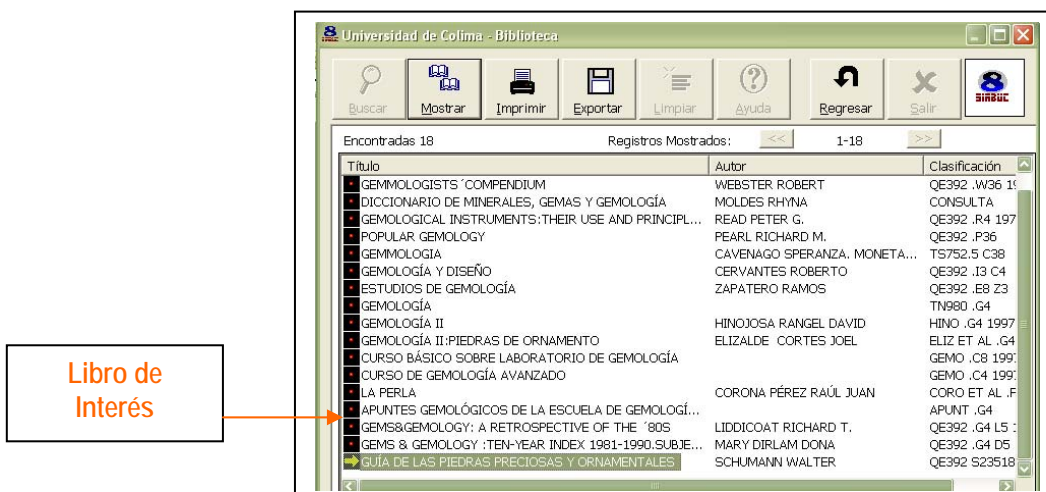 Universidad de Colima - Biblioteca
Buscar Mostrar Imprimir Exportar Limpiar Ayuda Regresar Salir 8 SIABUC
Encontradas 18 Registros Mostrados: << 1-18 >>
Título Autor Clasificación
GEMMOLOGISTS´COMPENDIUM WEBSTER ROBERT QE392 .W36 19
DICCIONARIO DE MINERALES, GEMAS Y GEMOLOGÍA MOLDES RHYNA CONSULTA
GEMOLOGICAL INSTRUMENTS:THEIR USE AND PRINCIPL... READ PETER G. QE392 .R4 197
POPULAR GEMOLOGY PEARL RICHARD M. QE392 .P36
GEMMOLOGIA CAVENAGO SPERANZA. MONETA... TS752.5 C38
GEMOLOGÍA Y DISEÑO CERVANTES ROBERTO QE392 .I3 C4
ESTUDIOS DE GEMOLOGÍA ZAPATERO RAMOS QE392 .E8 Z3
GEMOLOGÍA TN980 .G4
GEMOLOGÍA II HINOJOSA RANGEL DAVID HINO .G4 1997
GEMOLOGÍA II:PIEDRAS DE ORNAMENTO ELIZALDE CORTES JOEL ELIZ ET AL .G4
CURSO BÁSICO SOBRE LABORATORIO DE GEMOLOGÍA GEMO .C8 199
CURSO DE GEMOLOGÍA AVANZADO GEMO .C4 199
LA PERLA CORONA PÉREZ RAÚL JUAN CORO ET AL .F
APUNTES GEMOLÓGICOS DE LA ESCUELA DE GEMOLOGÍ... APUNT .G4
GEMS&GEMOLOGY: A RETROSPECTIVE OF THE ´80S LIDDICOAT RICHARD T. QE392 .G4 L5
GEMS & GEMOLOGY :TEN-YEAR INDEX 1981-1990.SUBJE... MARY DIRLAM DONA QE392 .G4 D5
GUÍA DE LAS PIEDRAS PRECIOSAS Y ORNAMENTALES SCHUMANN WALTER QE392 S23518
Libro de
Interés